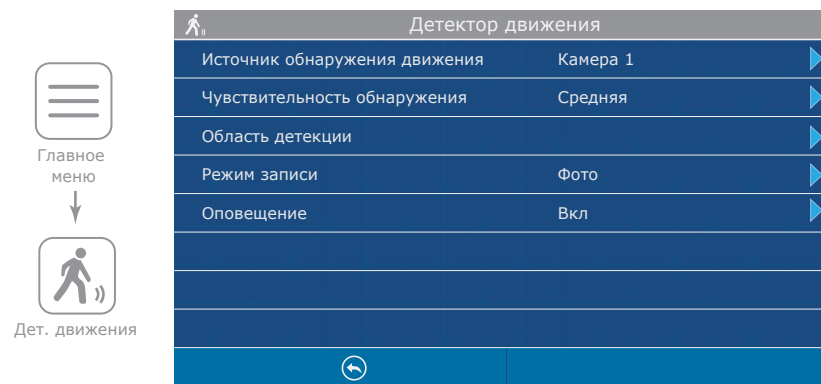 Главное
меню
Дет. движения
Детектор движения
Источник обнаружения движения Камера 1
Чувствительность обнаружения Средняя
Область детекции
Режим записи Фото
Оповещение Вкл